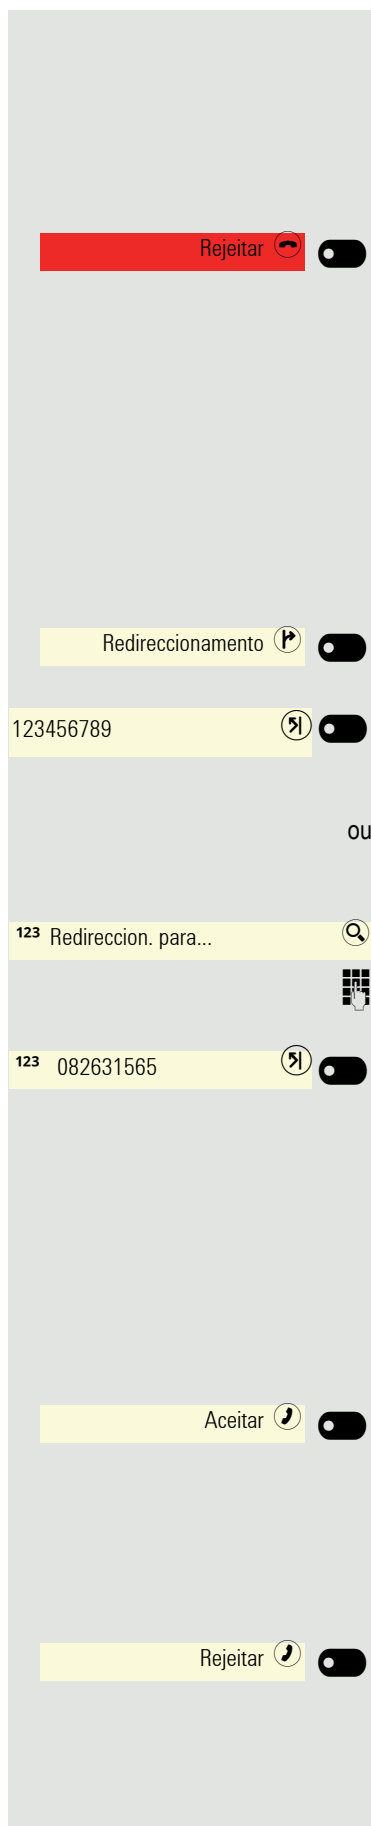 Rejeitar
Redireccionamento
123456789
ou
123 Redireccion. para...
123 082631565
Aceitar
Rejeitar